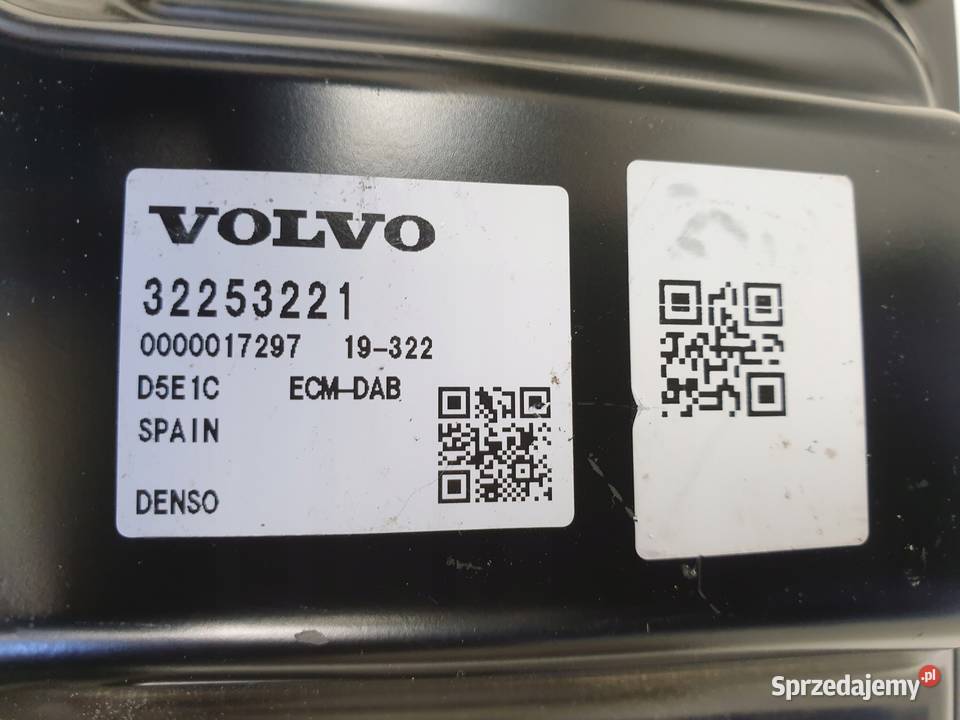 VOLVO
32253221
0000017297 19-322
D5E1C ECM-DAB
SPAIN
DENSO
Sprzedajemy.pl